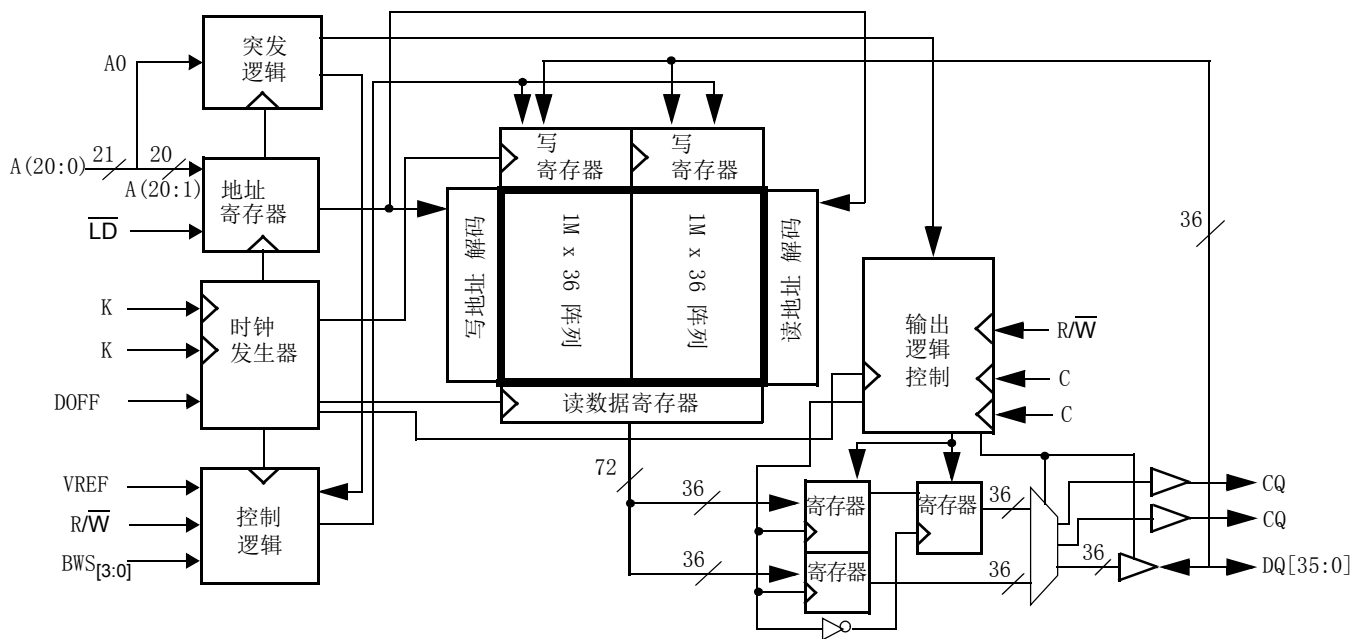 突发
逻辑
A0
A(20:0)
21
20
A(20:1)
地址
寄存器
L̅D̅
K
K
DOFF
时钟
发生器
VREF
R/W̅
BWS[3:0]
控制
逻辑
写
寄存器
写
寄存器
写地址 解码
1M x 36 阵列
1M x 36 阵列
读地址 解码
读数据寄存器
72
36
36
输出
逻辑
控制
R/W̅
C
C
36
寄存器
寄存器
寄存器
36
36
36
CQ
CQ
DQ[35:0]